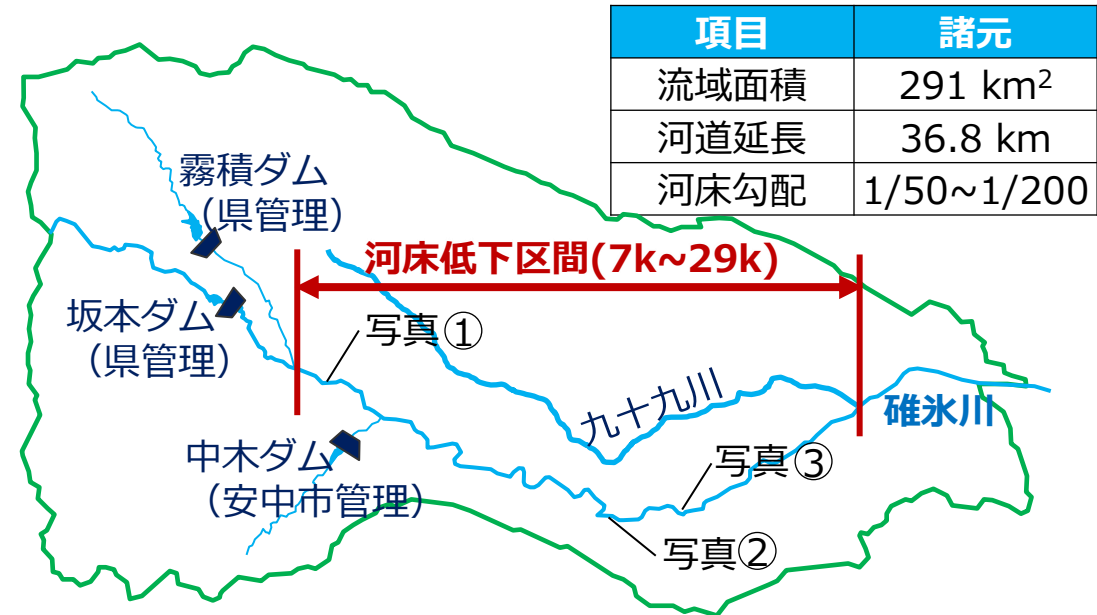 項目 諸元
流域面積 291 km²
河道延長 36.8 km
河床勾配 1/50~1/200
霧積ダム
（県管理）
河床低下区間(7k~29k)
坂本ダム
（県管理）
写真①
九十九川
碓氷川
中木ダム
（安中市管理）
写真③
写真②